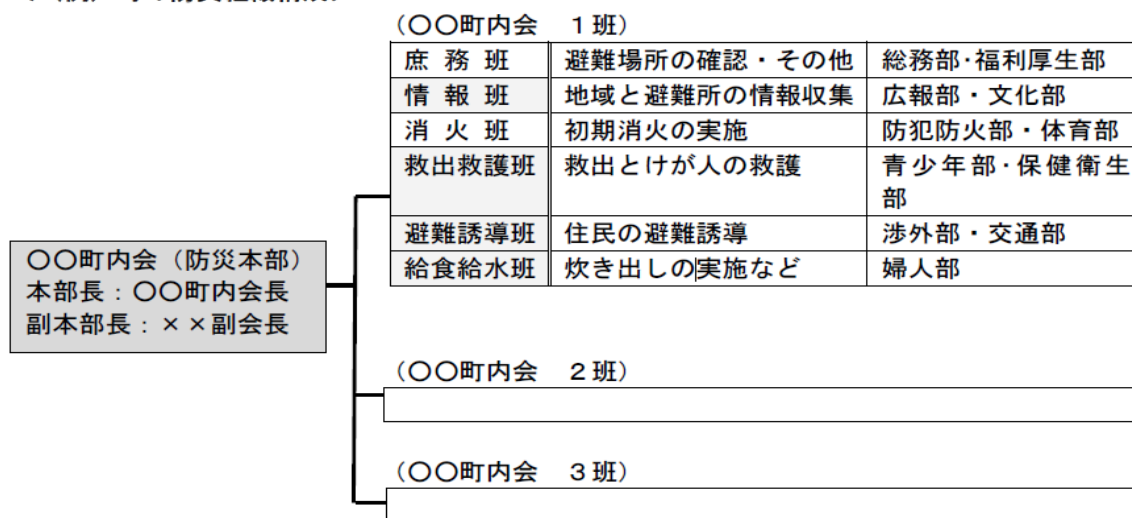 (〇〇町内会　1班)
庶務班　避難場所の確認・その他　総務部・福利厚生部
情報班　地域と避難所の情報収集　広報部・文化部
消火班　初期消火の実施　防犯防火部・体育部
救出救護班　救出とけが人の救護　青少年部・保健衛生
部
避難誘導班　住民の避難誘導　渉外部・交通部
給食給水班　炊き出しの実施など　婦人部
〇〇町内会（防災本部）
本部長：〇〇町内会長
副本部長：××副会長
(〇〇町内会　2班)
(〇〇町内会　3班)